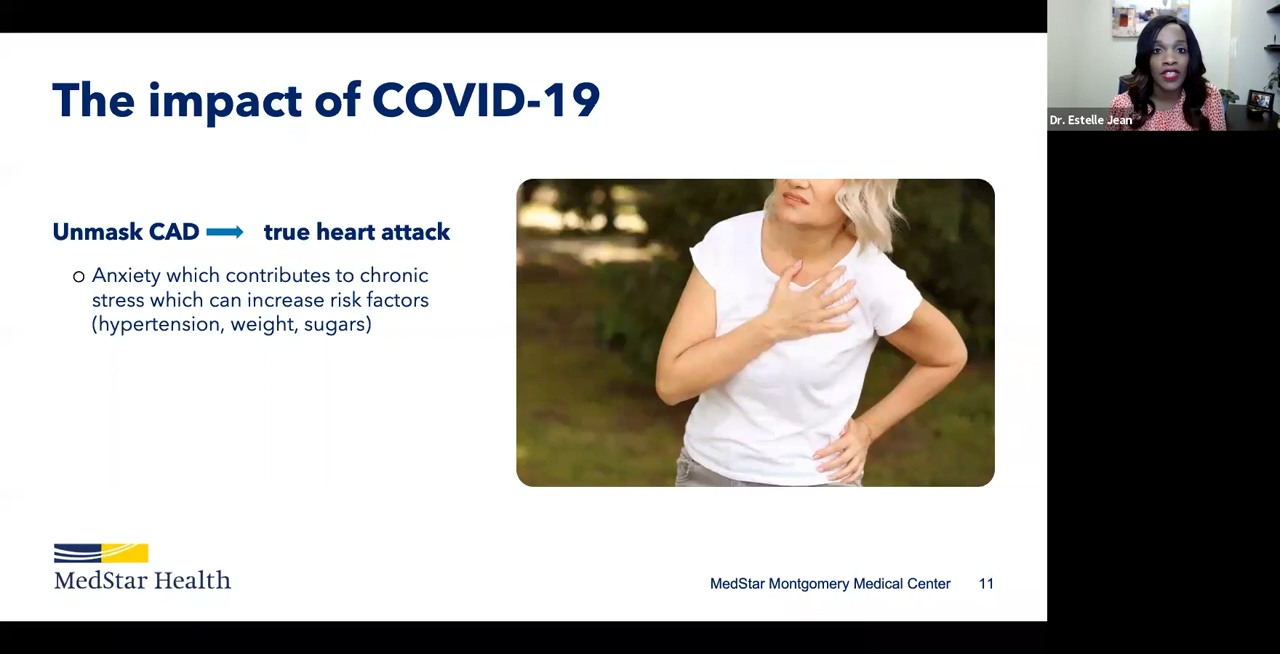 The impact of COVID-19
Unmask CAD true heart attack
Anxiety which contributes to chronic
stress which can increase risk factors
(hypertension, weight, sugars)
MedStar Health
MedStar Montgomery Medical Center 11
Dr. Estelle Jean